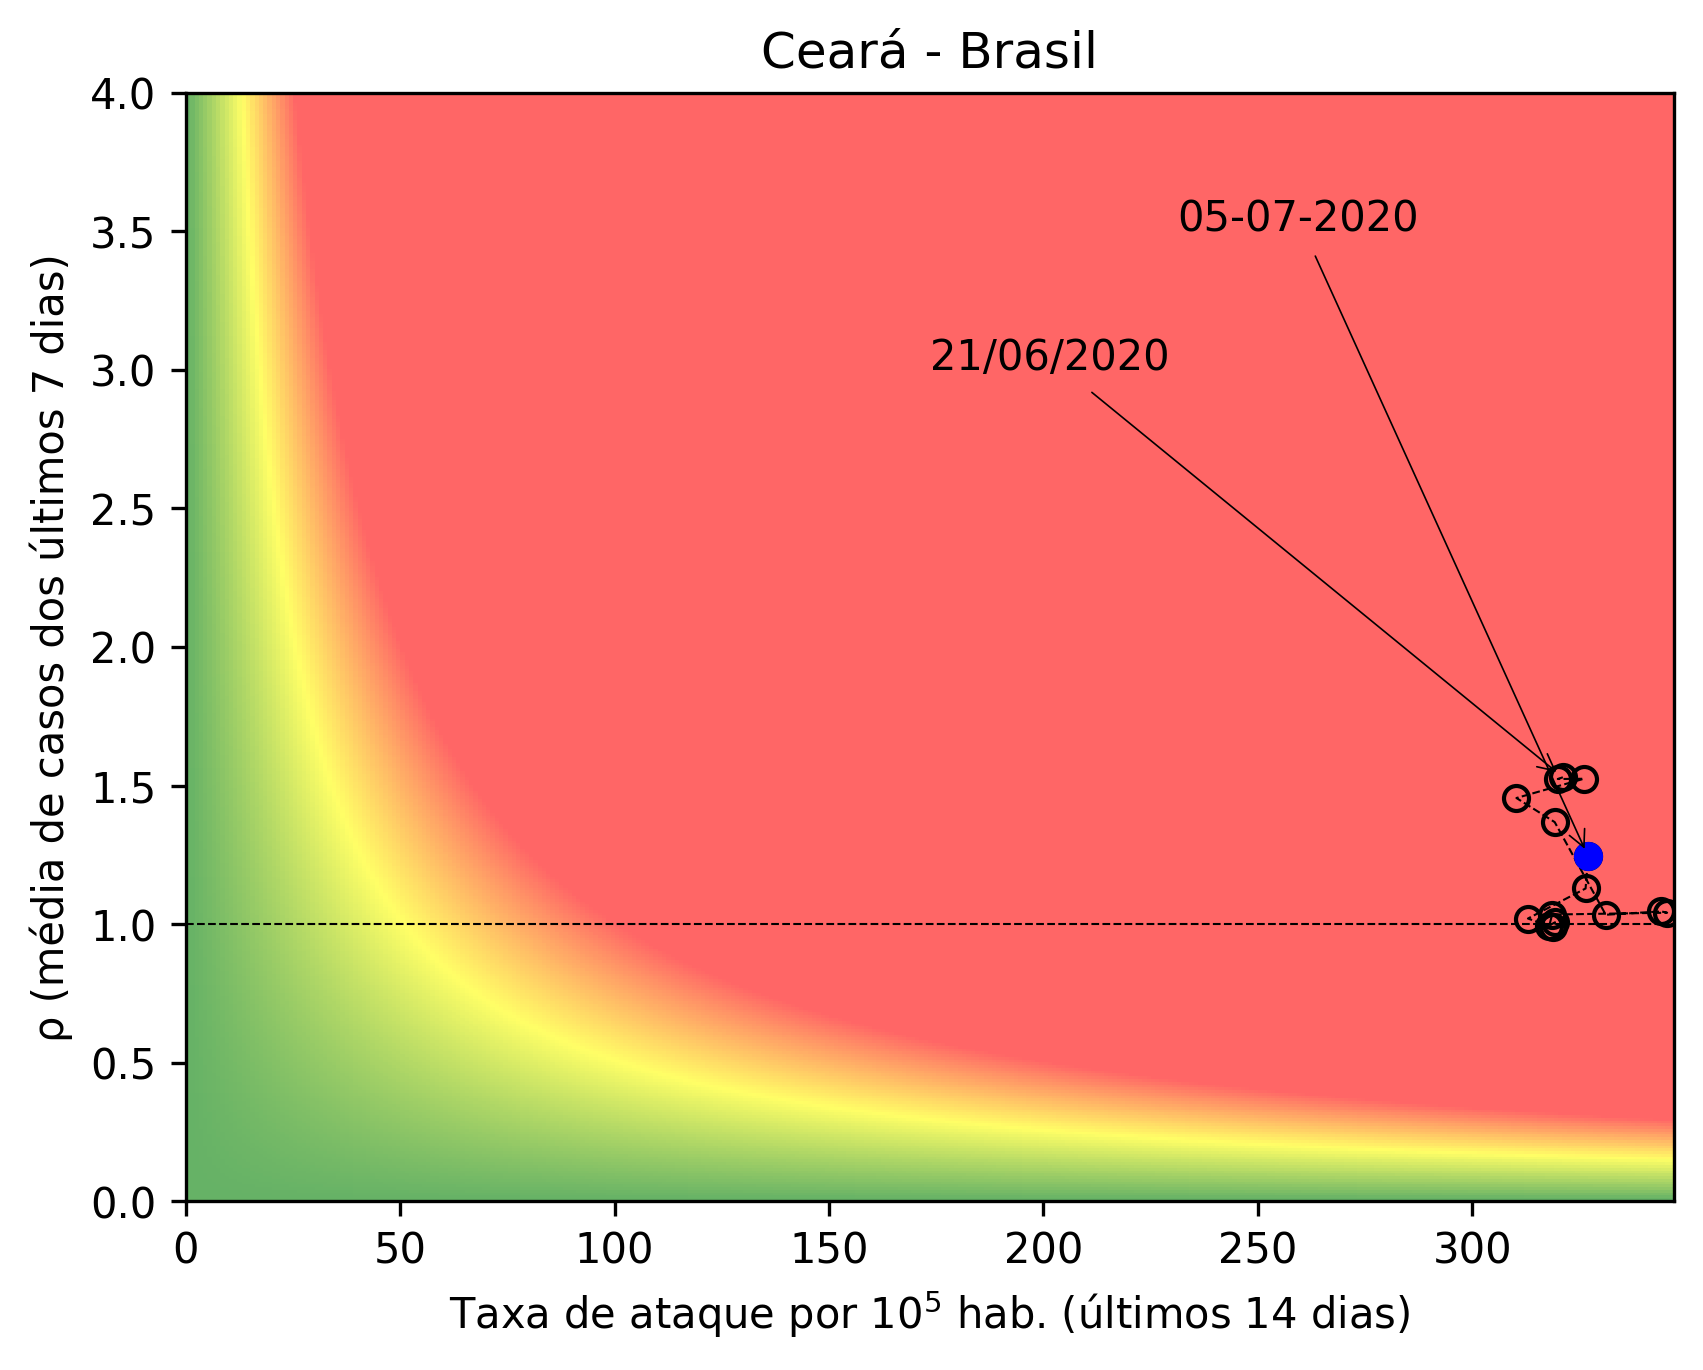 Ceará - Brasil
4.0
3.5
3.0
2.5
2.0
1.5
1.0
0.5
0.0
ρ (média de casos dos últimos 7 dias)
05-07-2020
21/06/2020
0 50 100 150 200 250 300
Taxa de ataque por 10⁵ hab. (últimos 14 dias)